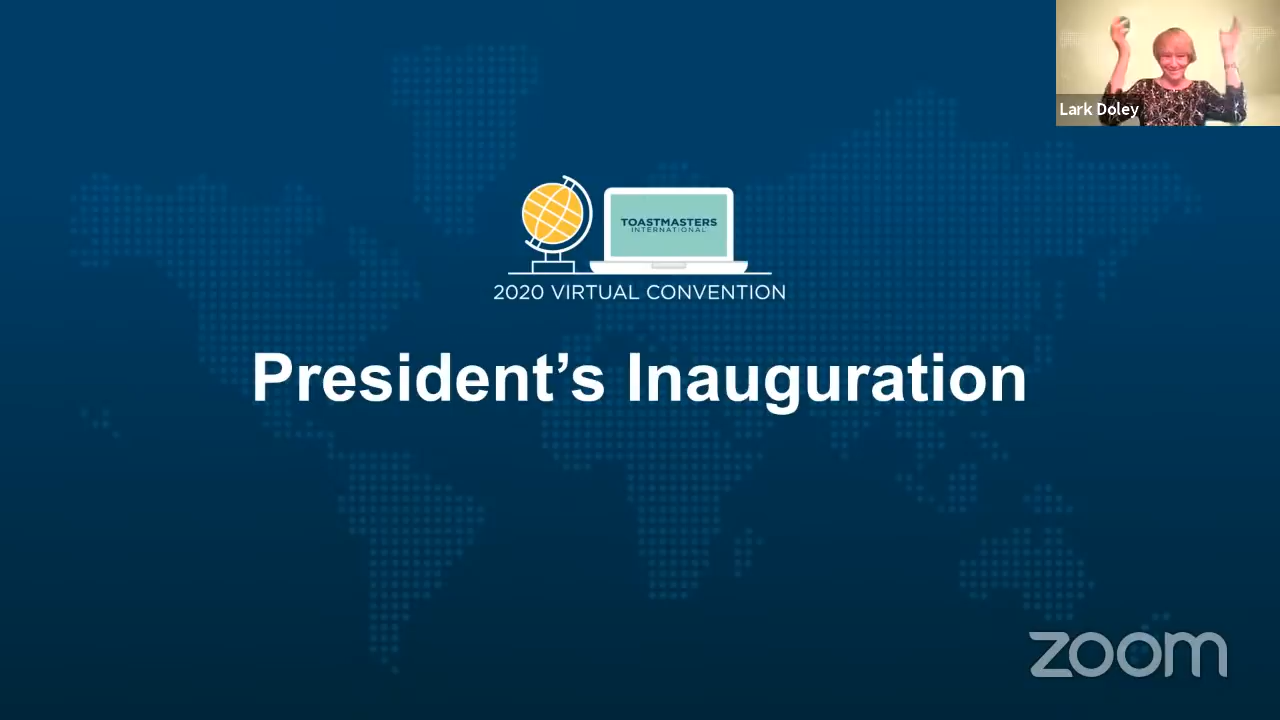 Lark Doley
TOASTMASTERS
INTERNATIONAL
2020 VIRTUAL CONVENTION
President’s Inauguration
zoom